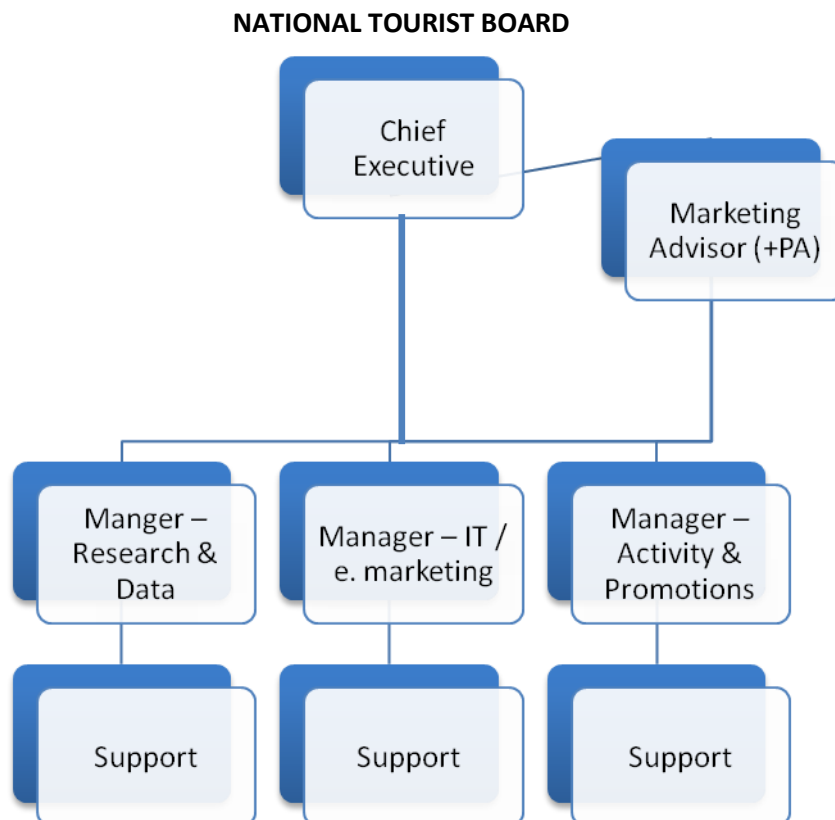 NATIONAL TOURIST BOARD
Chief
Executive
Marketing
Advisor (+PA)
Manger –
Research &
Data
Manager – IT /
e. marketing
Manager –
Activity &
Promotions
Support
Support
Support